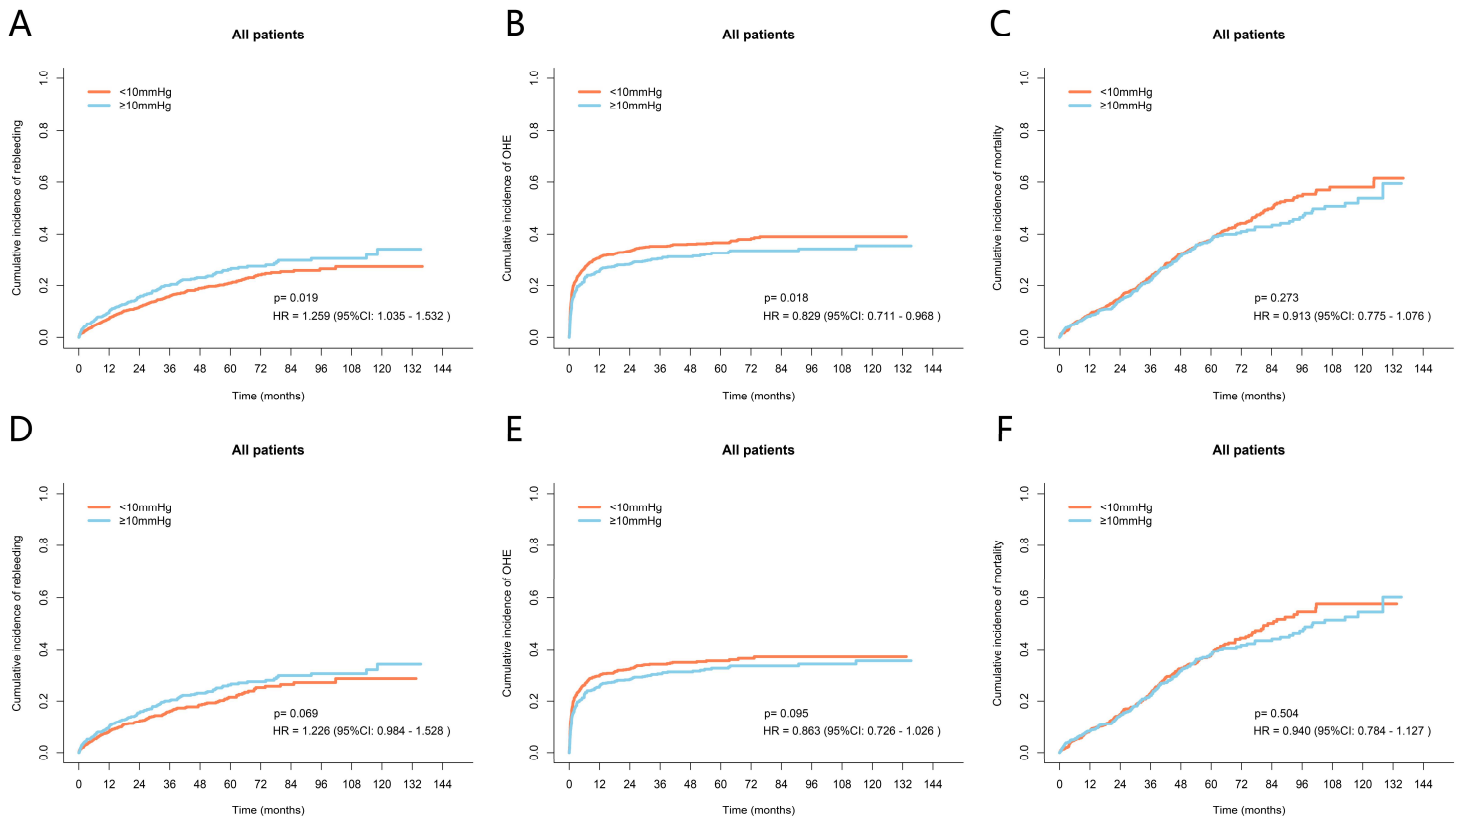 A
All patients
<10mmHg
≥10mmHg
Cumulative incidence of rebleeding
1.0
0.8
0.6
0.4
0.2
0.0
p= 0.019
HR = 1.259 (95%CI: 1.035 - 1.532 )
0 12 24 36 48 60 72 84 96 108 120 132 144
Time (months)
B
All patients
<10mmHg
≥10mmHg
Cumulative incidence of OHE
1.0
0.8
0.6
0.4
0.2
0.0
p= 0.018
HR = 0.829 (95%CI: 0.711 - 0.968 )
0 12 24 36 48 60 72 84 96 108 120 132 144
Time (months)
C
All patients
<10mmHg
≥10mmHg
Cumulative incidence of mortality
1.0
0.8
0.6
0.4
0.2
0.0
p= 0.273
HR = 0.913 (95%CI: 0.775 - 1.076 )
0 12 24 36 48 60 72 84 96 108 120 132 144
Time (months)
D
All patients
<10mmHg
≥10mmHg
Cumulative incidence of rebleeding
1.0
0.8
0.6
0.4
0.2
0.0
p= 0.069
HR = 1.226 (95%CI: 0.984 - 1.528 )
0 12 24 36 48 60 72 84 96 108 120 132 144
Time (months)
E
All patients
<10mmHg
≥10mmHg
Cumulative incidence of OHE
1.0
0.8
0.6
0.4
0.2
0.0
p= 0.095
HR = 0.863 (95%CI: 0.726 - 1.026 )
0 12 24 36 48 60 72 84 96 108 120 132 144
Time (months)
F
All patients
<10mmHg
≥10mmHg
Cumulative incidence of mortality
1.0
0.8
0.6
0.4
0.2
0.0
p= 0.504
HR = 0.940 (95%CI: 0.784 - 1.127 )
0 12 24 36 48 60 72 84 96 108 120 132 144
Time (months)